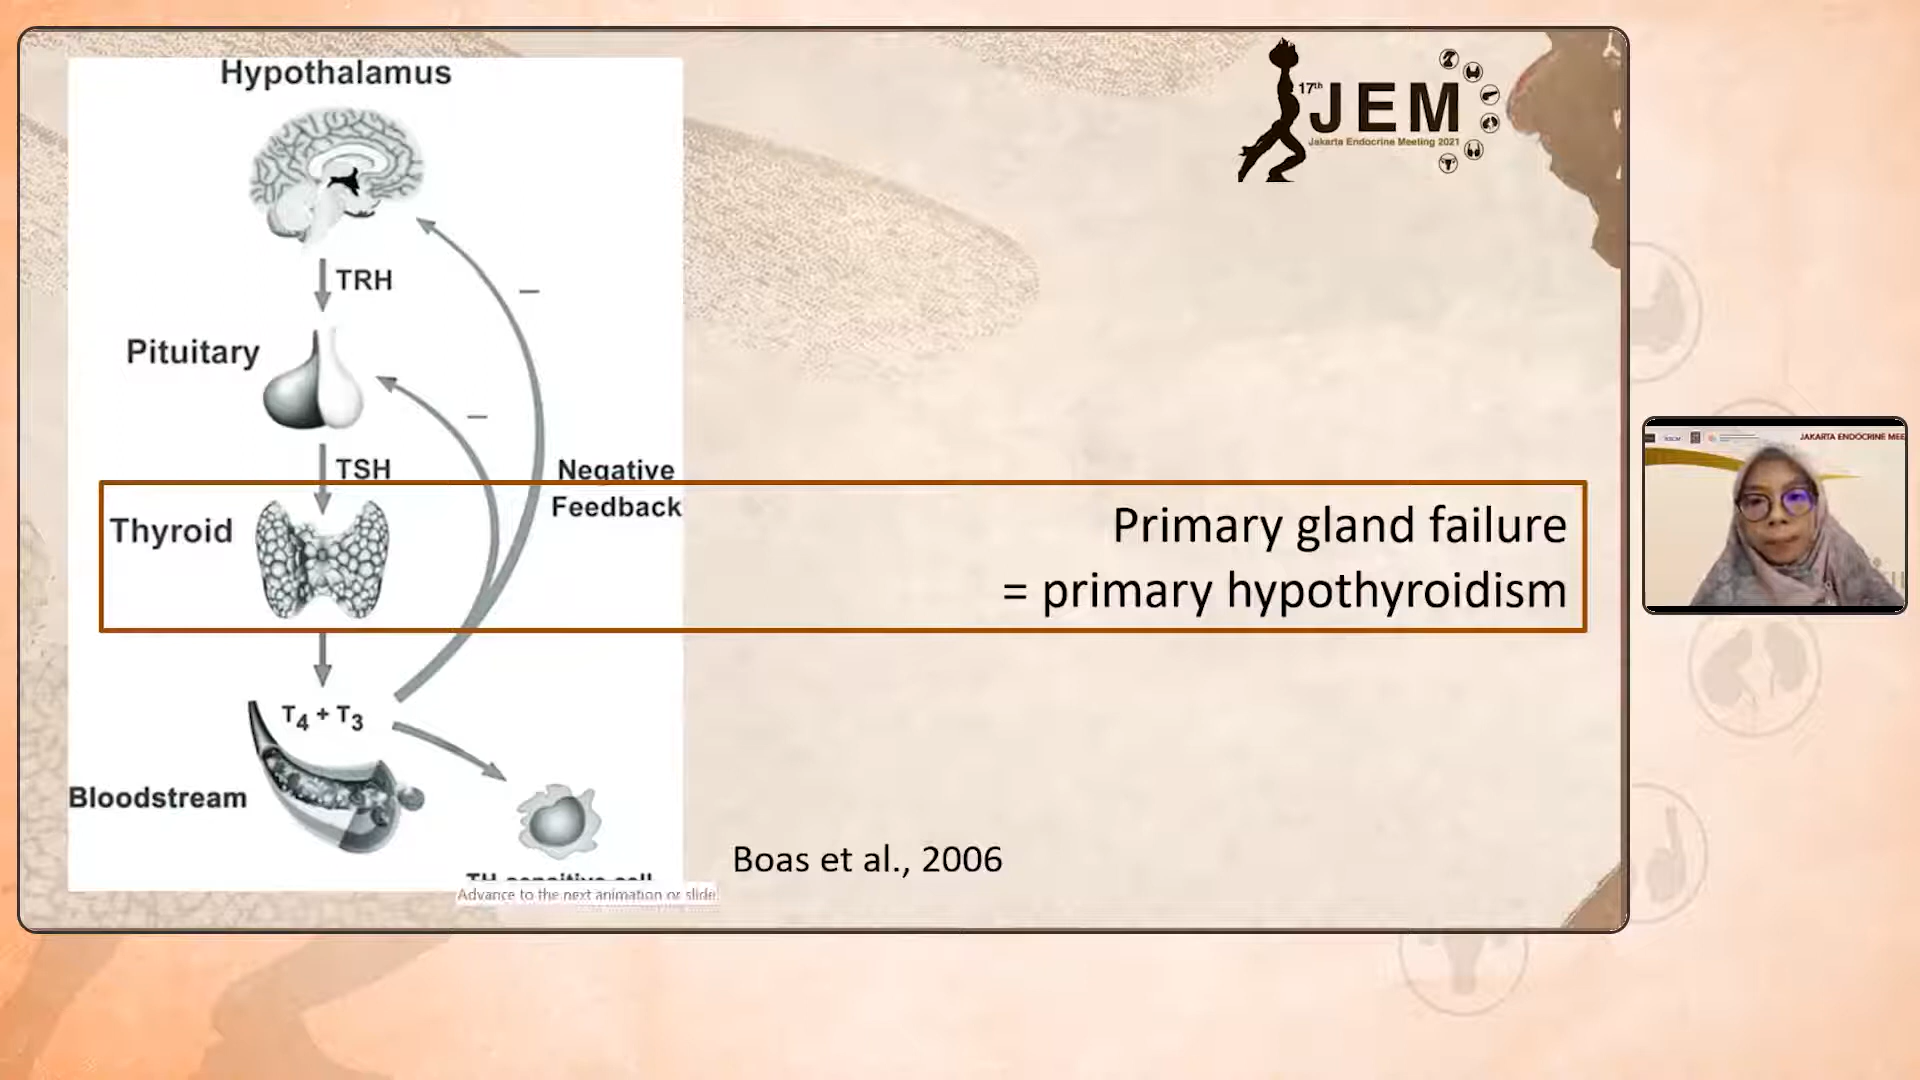 Hypothalamus
17th
JEM
Jakarta Endocrine Meeting 2021
TRH
–
Pituitary
–
TSH
Negative
Feedback
Thyroid
Primary gland failure
= primary hypothyroidism
T4 + T3
Bloodstream
Boas et al., 2006
TH-sensitive cell
Advance to the next animation or slide.
JAKARTA ENDOCRINE MEE